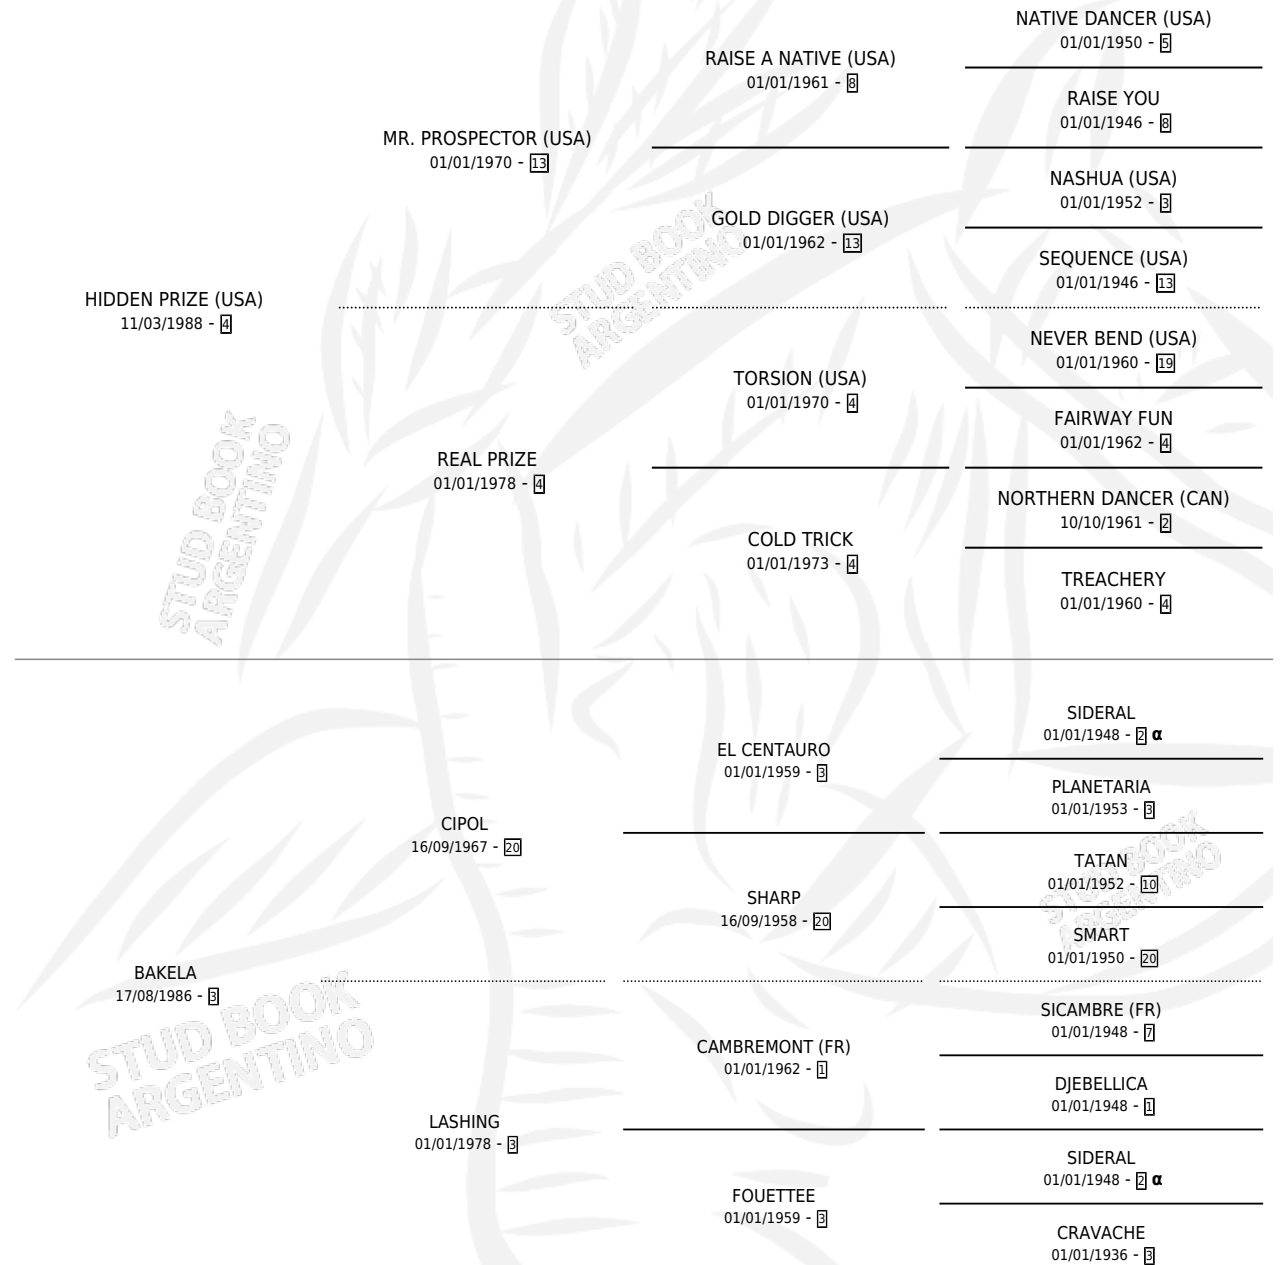 NATIVE DANCER (USA)
01/01/1950 - 5
RAISE A NATIVE (USA)
01/01/1961 - 8
RAISE YOU
01/01/1946 - 8
MR. PROSPECTOR (USA)
01/01/1970 - 13
NASHUA (USA)
01/01/1952 - 3
GOLD DIGGER (USA)
01/01/1962 - 13
SEQUENCE (USA)
01/01/1946 - 13
HIDDEN PRIZE (USA)
11/03/1988 - 4
STUD BOOK
ARGENTINO
NEVER BEND (USA)
01/01/1960 - 19
TORSION (USA)
01/01/1970 - 4
FAIRWAY FUN
01/01/1962 - 4
REAL PRIZE
01/01/1978 - 4
NORTHERN DANCER (CAN)
10/10/1961 - 2
COLD TRICK
01/01/1973 - 4
TREACHERY
01/01/1960 - 4
STUD BOOK
ARGENTINO
SIDERAL
01/01/1948 - 2 α
EL CENTAURO
01/01/1959 - 3
PLANETARIA
01/01/1953 - 3
CIPOL
16/09/1967 - 20
TATAN
01/01/1952 - 10
SHARP
16/09/1958 - 20
SMART
01/01/1950 - 20
STUD BOOK
ARGENTINO
BAKELA
17/08/1986 - 3
SICAMBRE (FR)
01/01/1948 - 7
CAMBREMONT (FR)
01/01/1962 - 1
DJEBELLICA
01/01/1948 - 1
STUD BOOK
ARGENTINO
LASHING
01/01/1978 - 3
SIDERAL
01/01/1948 - 2 α
FOUETTEE
01/01/1959 - 3
CRAVACHE
01/01/1936 - 3